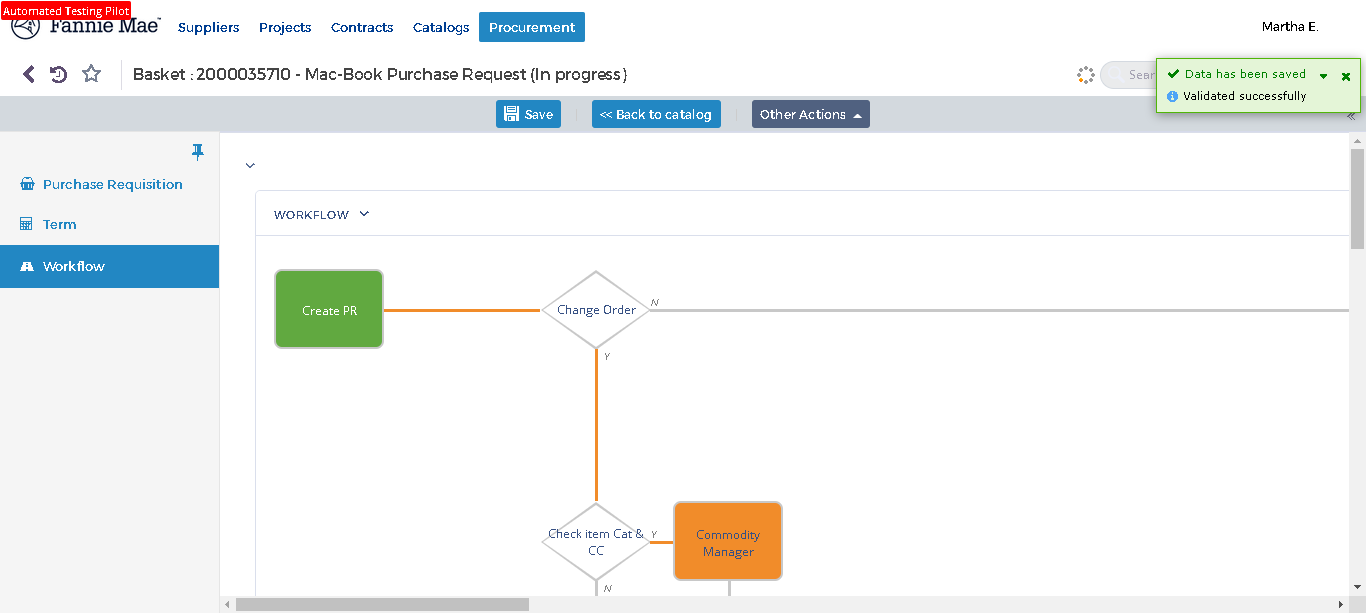 Automated Testing Pilot
Fannie Mae™ Suppliers Projects Contracts Catalogs Procurement Martha E.
Basket : 2000035710 - Mac-Book Purchase Request (In progress)
Sear
Data has been saved
Validated successfully
Save << Back to catalog Other Actions
Purchase Requisition
Term
Workflow
WORKFLOW
Create PR
Change Order
N
Y
Check item Cat &
CC
Y
Commodity
Manager
N